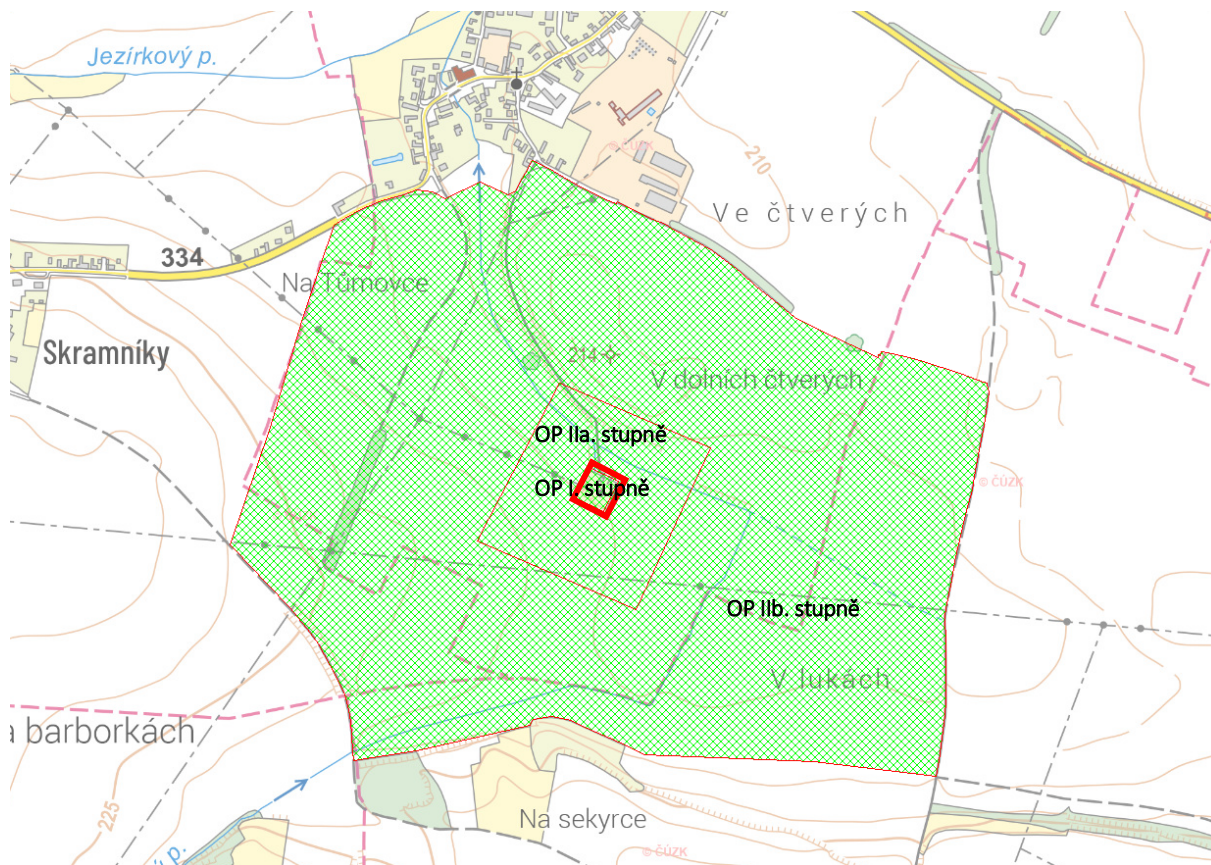 Jezírkový p.
© ČÚZK
210
Ve čtverých
334
Na Tůmovce
Skramníky
214
V dolních čtverých
OP IIa. stupně
OP I. stupně
© ČÚZK
OP IIb. stupně
V lukách
barborkách
225
Na sekyrce
p.
© ČÚZK